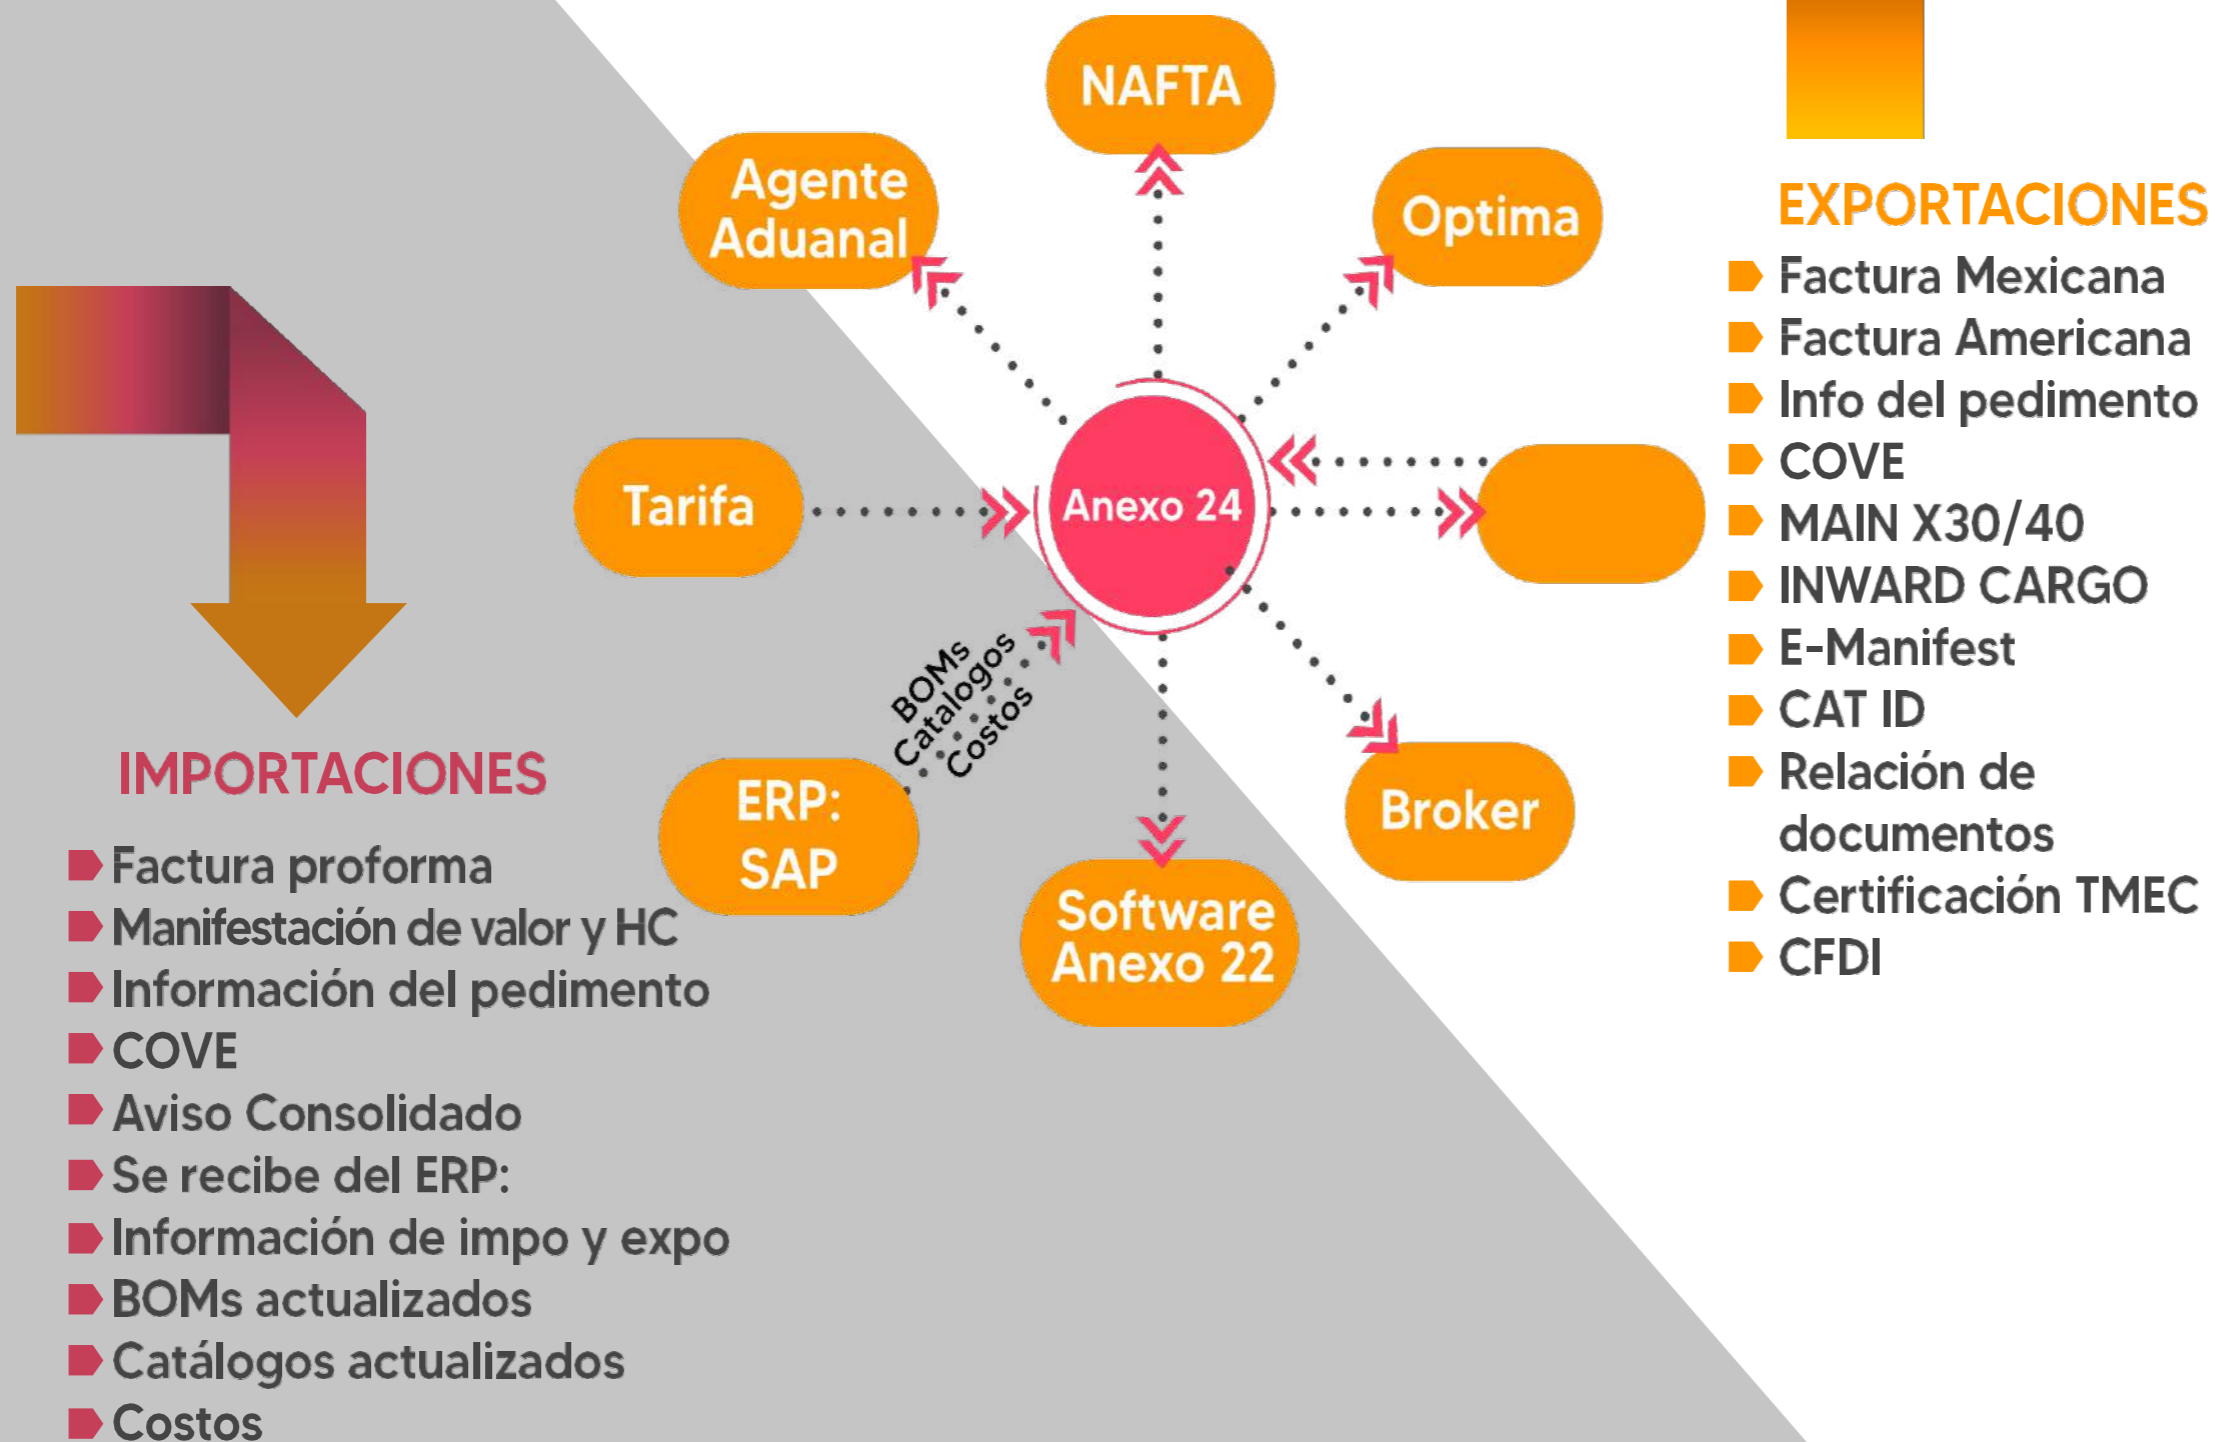 NAFTA
Agente
Aduanal
Optima
Tarifa
Anexo 24
BOMs
Catalogos
Costos
ERP:
SAP
Broker
Software
Anexo 22
IMPORTACIONES
Factura proforma
Manifestación de valor y HC
Información del pedimento
COVE
Aviso Consolidado
Se recibe del ERP:
Información de impo y expo
BOMs actualizados
Catálogos actualizados
Costos
EXPORTACIONES
Factura Mexicana
Factura Americana
Info del pedimento
COVE
MAIN X30/40
INWARD CARGO
E-Manifest
CAT ID
Relación de
documentos
Certificación TMEC
CFDI